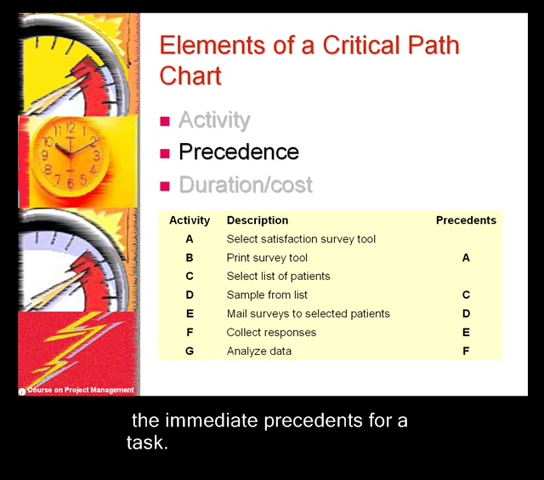 Elements of a Critical Path
Chart
Activity
Precedence
Duration/cost
Activity Description Precedents
A Select satisfaction survey tool
B Print survey tool A
C Select list of patients
D Sample from list C
E Mail surveys to selected patients D
F Collect responses E
G Analyze data F
Course on Project Management
the immediate precedents for a
task.